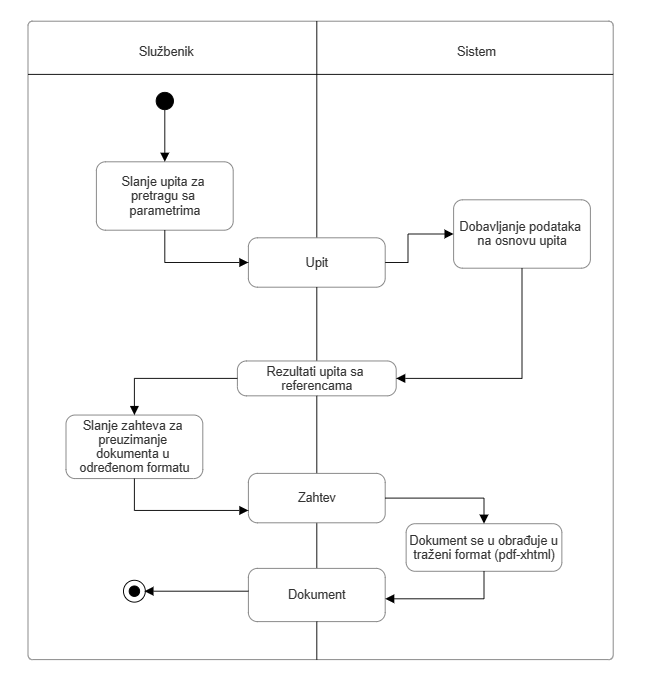 Službenik
Sistem
Slanje upita za
pretragu sa
parametrima
Dobavljanje podataka
na osnovu upita
Upit
Rezultati upita sa
referencama
Slanje zahteva za
preuzimanje
dokumenta u
određenom formatu
Zahtev
Dokument se u obrađuje u
traženi format (pdf-xhtml)
Dokument